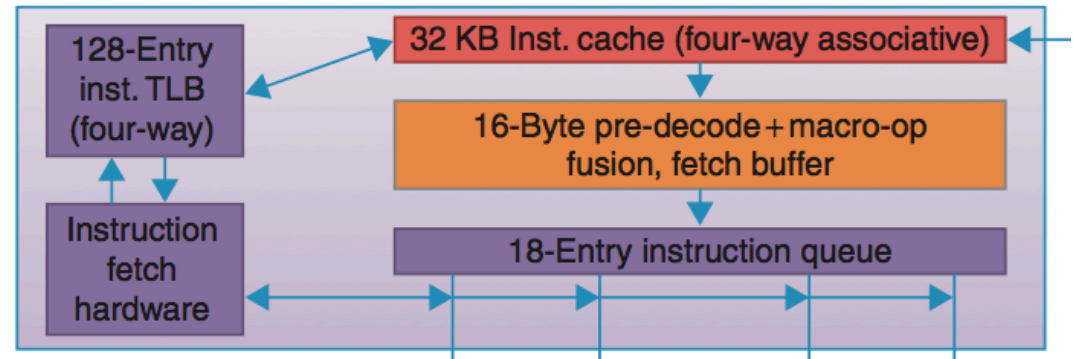 128-Entry
inst. TLB
(four-way)
32 KB Inst. cache (four-way associative)
16-Byte pre-decode+macro-op
fusion, fetch buffer
Instruction
fetch
hardware
18-Entry instruction queue